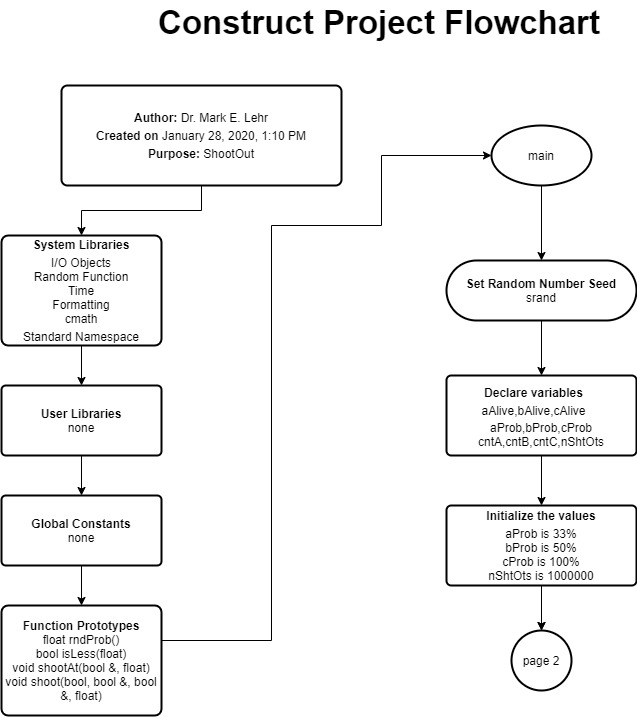 Construct Project Flowchart
Author: Dr. Mark E. Lehr
Created on January 28, 2020, 1:10 PM
Purpose: ShootOut
System Libraries
I/O Objects
Random Function
Time
Formatting
cmath
Standard Namespace
User Libraries
none
Global Constants
none
Function Prototypes
float rndProb()
bool isLess(float)
void shootAt(bool &, float)
void shoot(bool, bool &, bool
&, float)
main
Set Random Number Seed
srand
Declare variables
aAlive,bAlive,cAlive
aProb,bProb,cProb
cntA,cntB,cntC,nShtOts
Initialize the values
aProb is 33%
bProb is 50%
cProb is 100%
nShtOts is 1000000
page 2